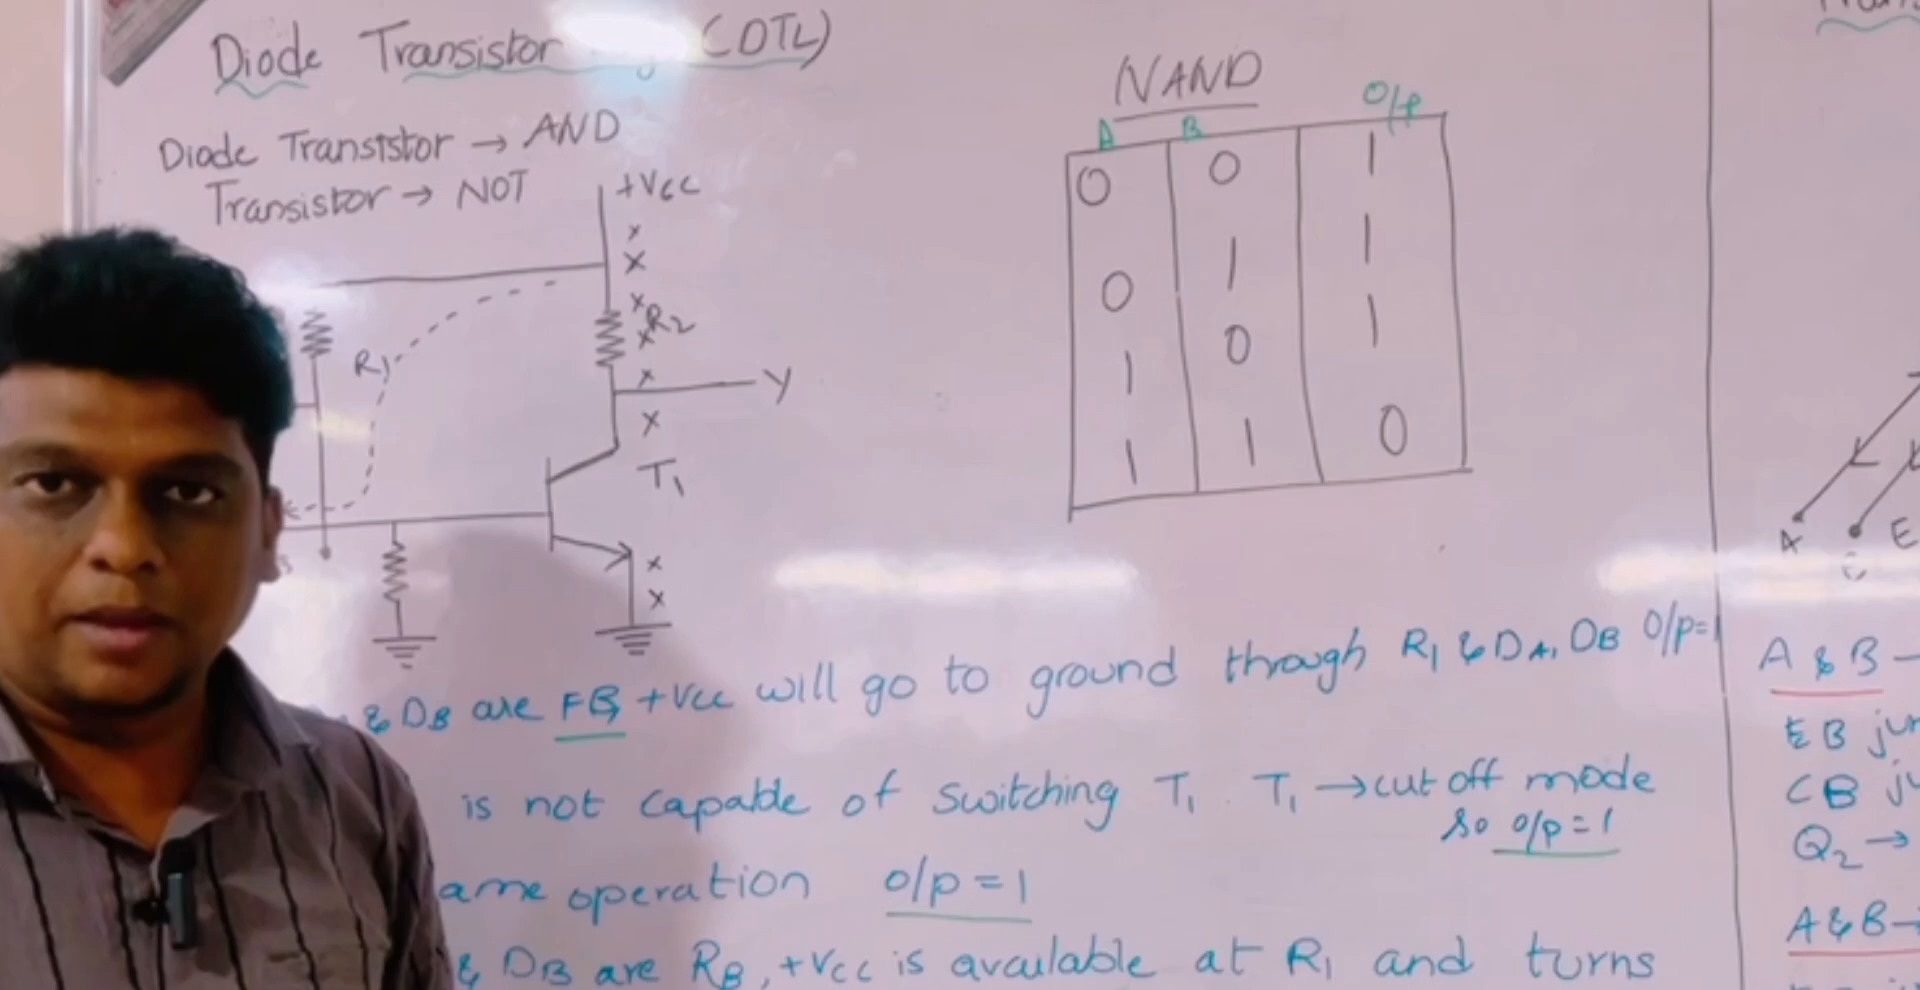 Diode Transistor (DTL)
Diode Transistor → AND
Transistor → NOT
+Vcc
R1
R2
Y
T1
NAND
A B O/p
0 0 1
0 1 1
1 0 1
1 1 0
& DB are FB, +Vcc will go to ground through R1 & DA, DB O/p=1
is not capable of switching T1 T1 → cut off mode
so o/p = 1
ame operation o/p = 1
& DB are RB, +Vcc is available at R1 and turns
A
E
A & B –
EB jun
CB ju
Q2 →
A & B –